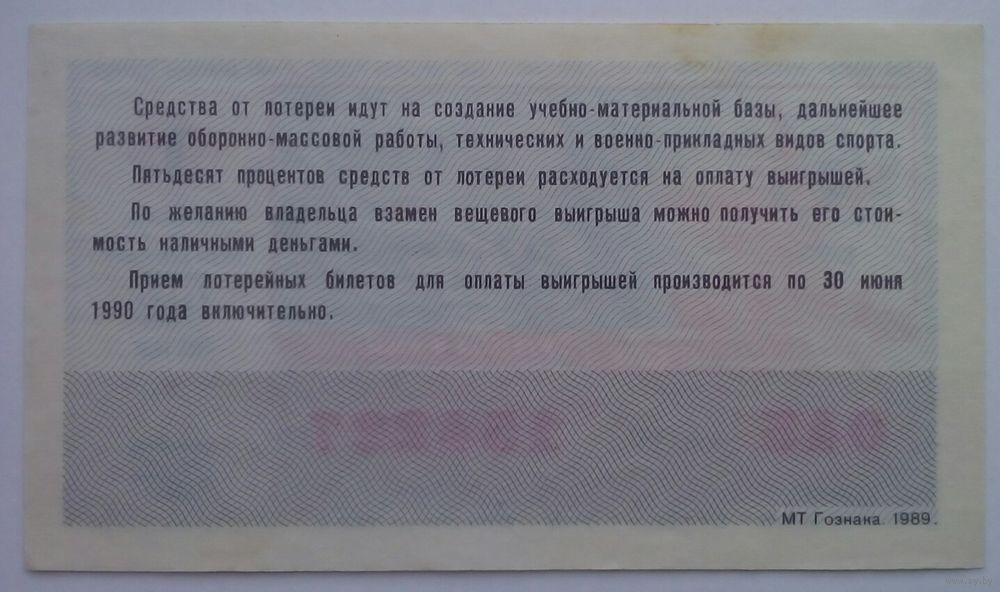 Средства от лотереи идут на создание учебно-материальной базы, дальнейшее
развитие оборонно-массовой работы, технических и военно-прикладных видов спорта.
Пятьдесят процентов средств от лотереи расходуется на оплату выигрышей.
По желанию владельца взамен вещевого выигрыша можно получить его стои-
мость наличными деньгами.
Прием лотерейных билетов для оплаты выигрышей производится по 30 июня
1990 года включительно.
МТ Гознака. 1989.